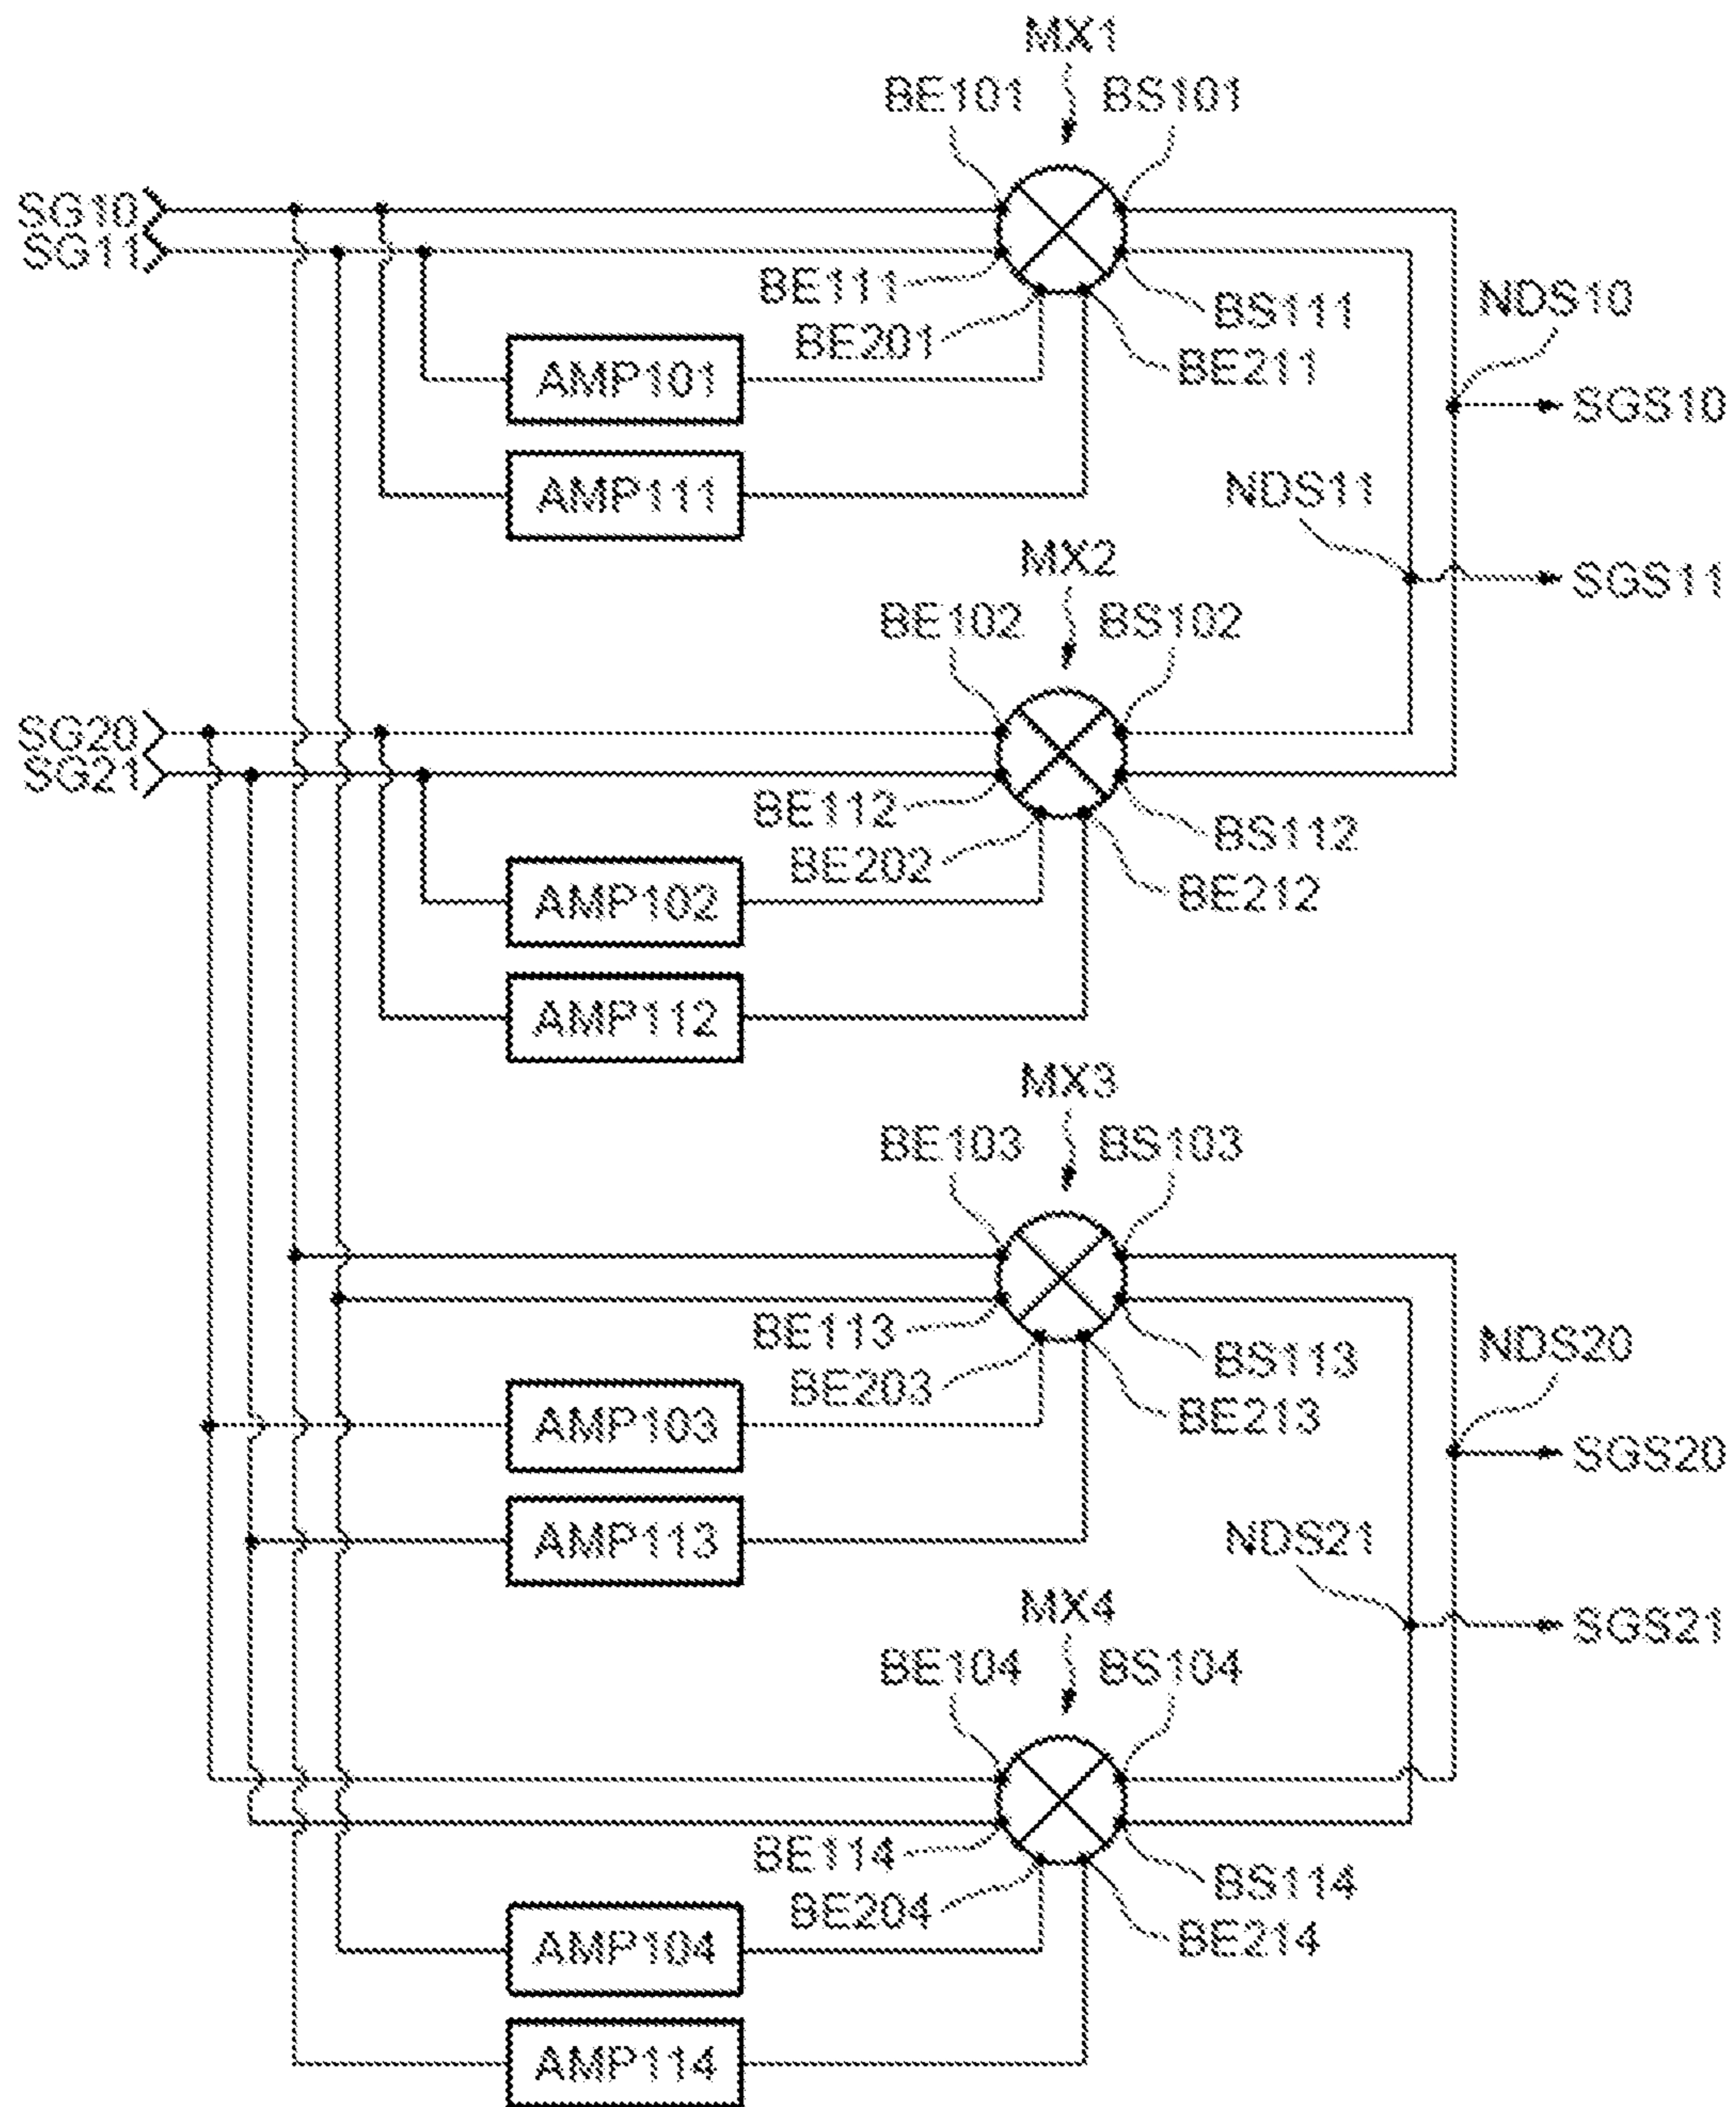 MX1
BE101 BS101
SG10
SG11
BE111
BS111
NDS10
BE201
BE211
AMP101
SGS10
AMP111
NDS11
MX2
SGS11
BE102 BS102
SG20
SG21
BE112
BS112
BE202
BE212
AMP102
AMP112
MX3
BE103 BS103
BE113
BS113
NDS20
BE203
BE213
AMP103
SGS20
AMP113
NDS21
MX4
SGS21
BE104 BS104
BE114
BS114
BE204
BE214
AMP104
AMP114